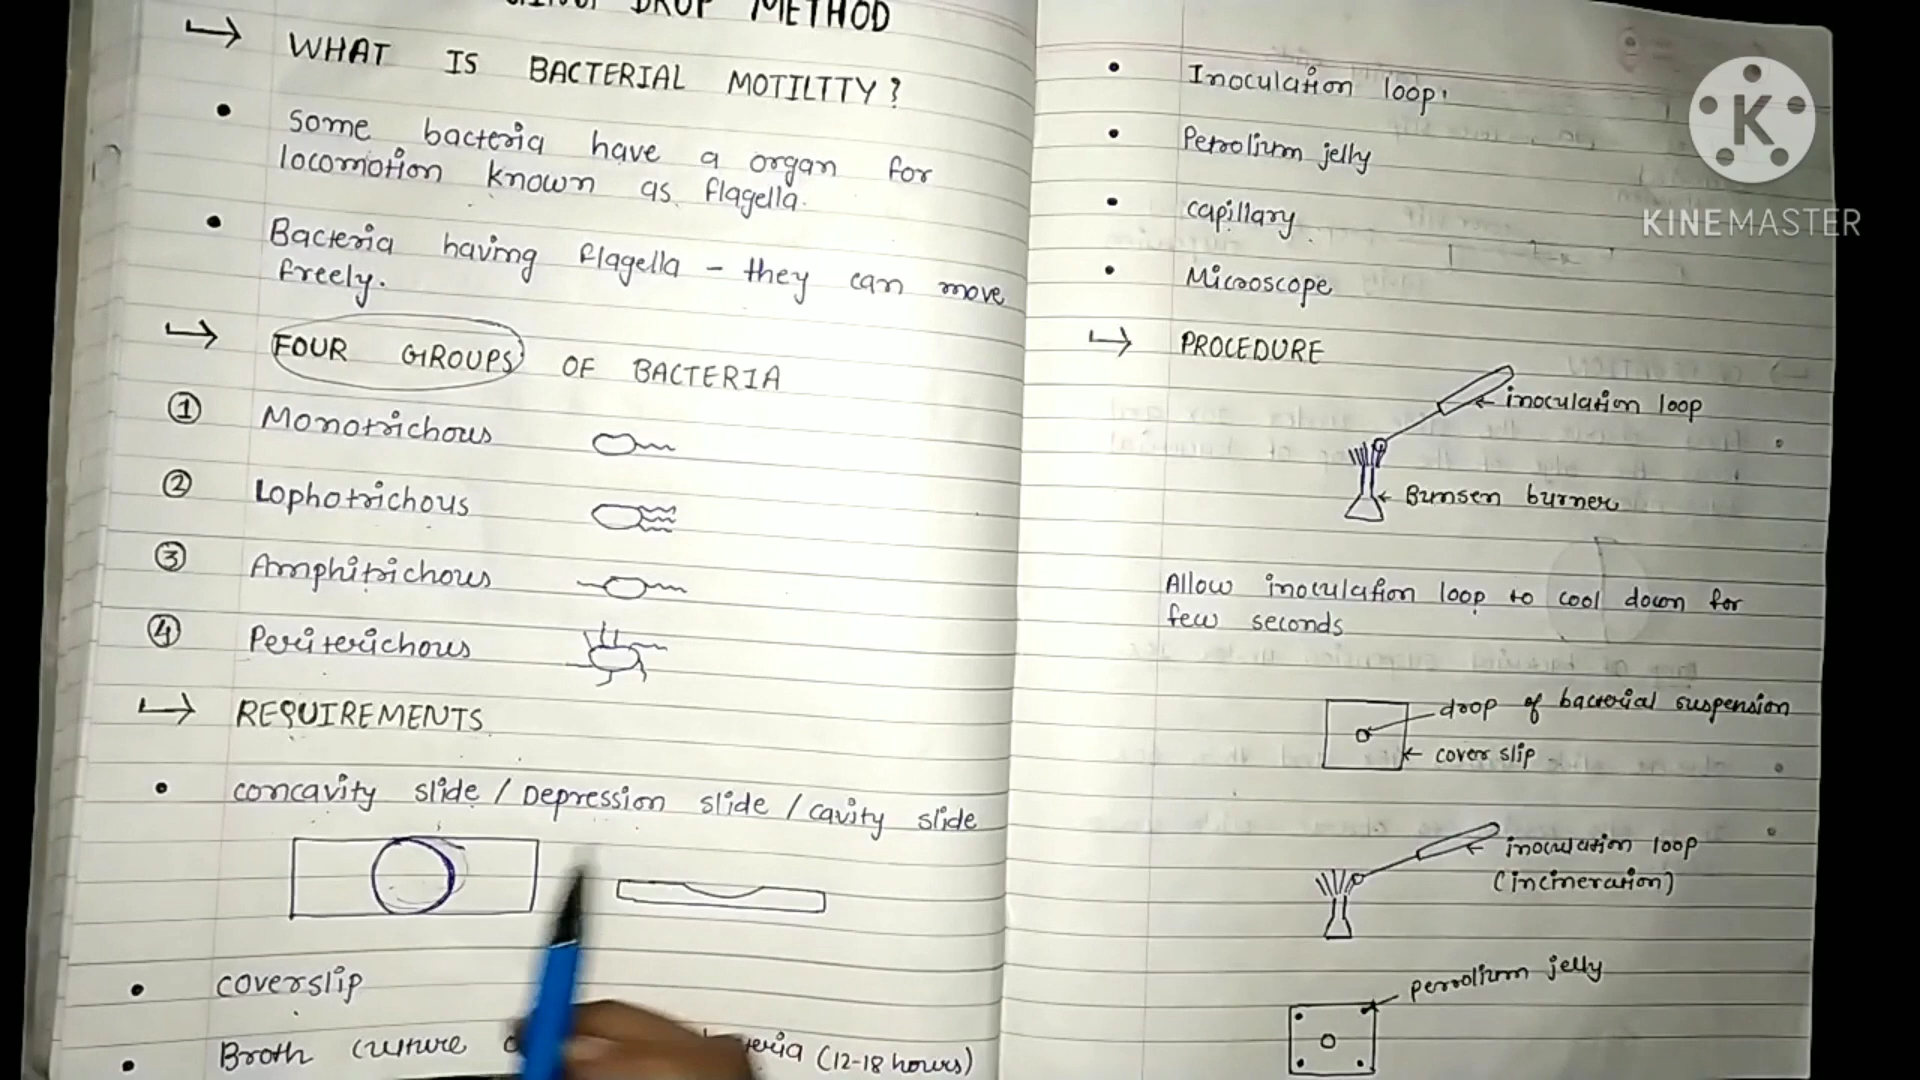 DROP METHOD
WHAT IS BACTERIAL MOTILTTY?
some bacteria have a organ for
locomotion known as flagella.
Bacteria having flagella - they can move
freely.
FOUR GROUPS OF BACTERIA
① Monotrichous
② Lophotrichous
③ Amphitrichous
④ Periterichous
REQUIREMENTS
concavity slide / Depression slide / cavity slide
coverslip
Broth culture (12-18 hours)
Inoculation loop.
Petrolium jelly
capillary.
Microscope
PROCEDURE
inoculation loop
Bunsen burner
Allow inoculation loop to cool down for
few seconds
drop of bacterial suspension
cover slip
inoculation loop
(incineration)
petrolium jelly
K
KINEMASTER